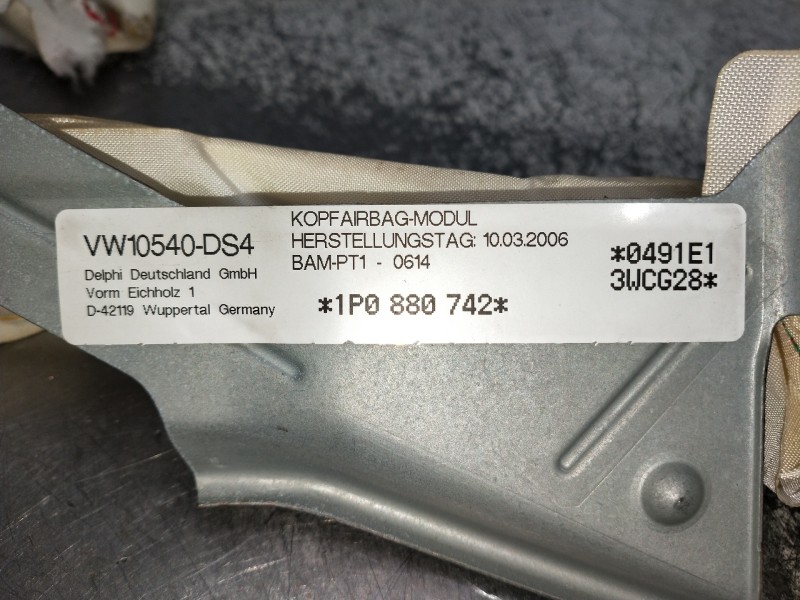 VW10540-DS4
Delphi Deutschland GmbH
Vorm Eichholz 1
D-42119 Wuppertal Germany
KOPFAIRBAG-MODUL
HERSTELLUNGSTAG: 10.03.2006
BAM-PT1 - 0614
*1P0 880 742*
*0491E1
3WCG28*